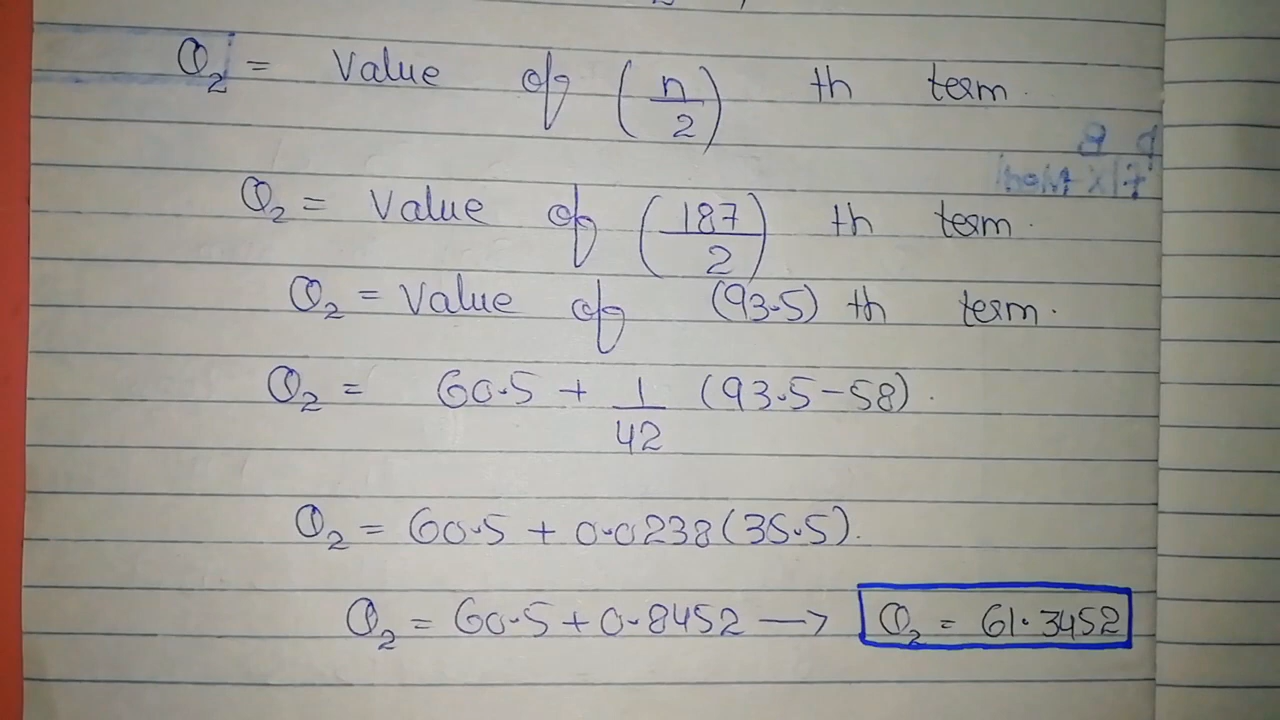 Q₂ = Value of (n/2) th term.
Q₂ = Value of (187/2) th term.
Q₂ = Value of (93.5) th term.
Q₂ = 60.5 + 1/42 (93.5-58).
Q₂ = 60.5 + 0.0238(35.5).
Q₂ = 60.5+0.8452 → Q₂ = 61.3452